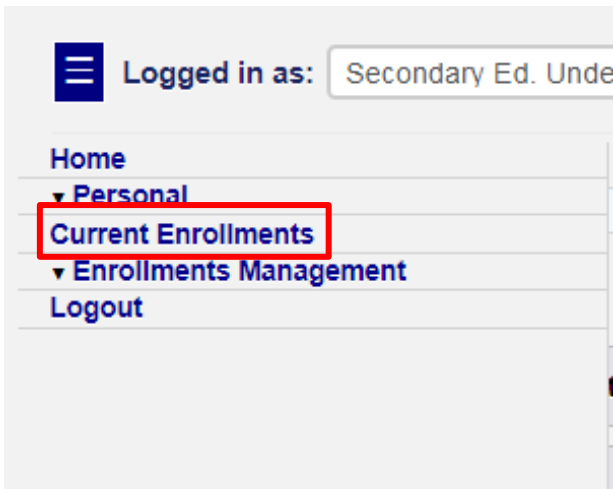 Logged in as: Secondary Ed. Unde
Home
▾ Personal
Current Enrollments
▾ Enrollments Management
Logout